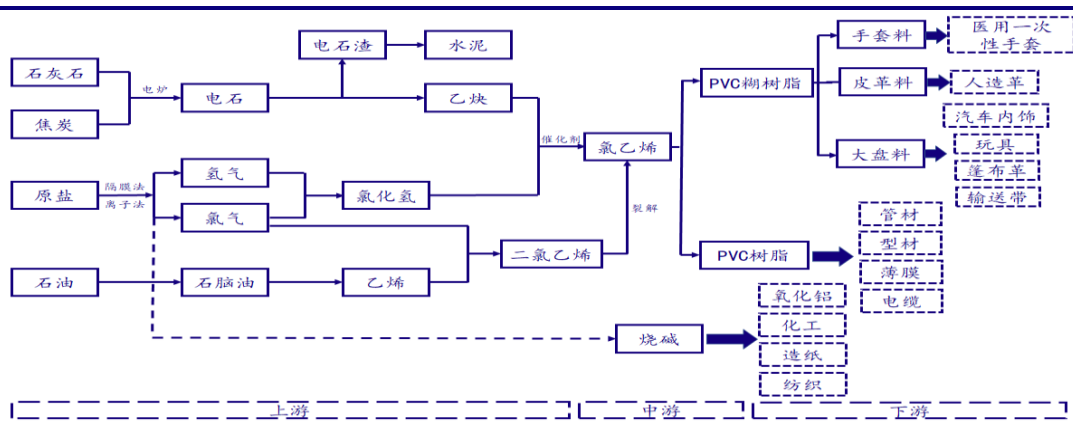 电石渣
水泥
手套料
医用一次
性手套
石灰石
电炉
电石
乙炔
PVC糊树脂
皮革料
人造革
焦炭
催化剂
氯乙烯
汽车内饰
大盘料
玩具
篷布革
输送带
原盐
隔膜法
离子法
氢气
氯化氢
氯气
裂解
管材
二氯乙烯
PVC树脂
型材
石油
石脑油
乙烯
薄膜
电缆
氧化铝
烧碱
化工
造纸
纺织
上游
中游
下游